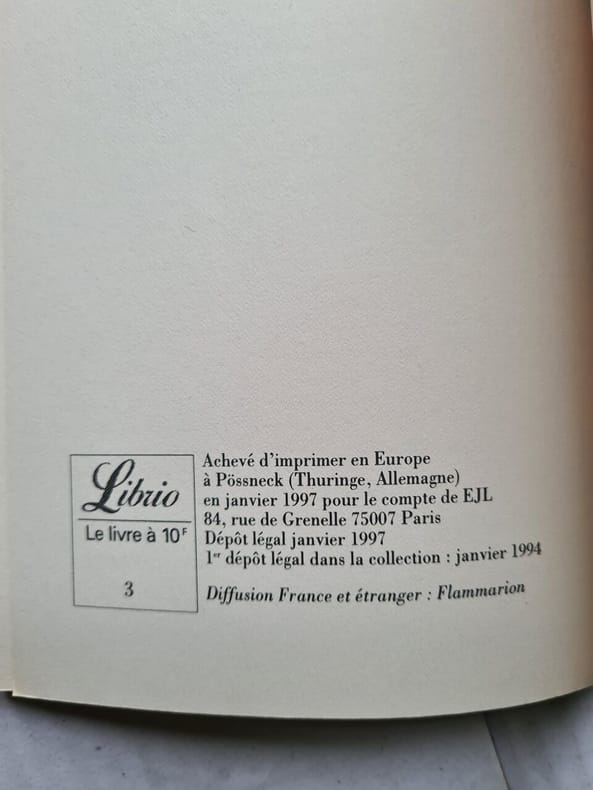 Librio
Le livre à 10F
3
Achevé d'imprimer en Europe
à Pössneck (Thuringe, Allemagne)
en janvier 1997 pour le compte de EJL
84, rue de Grenelle 75007 Paris
Dépôt légal janvier 1997
1er dépôt légal dans la collection : janvier 1994
Diffusion France et étranger : Flammarion